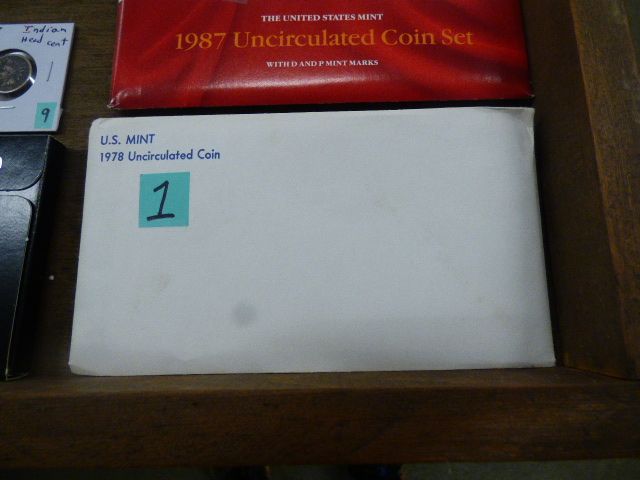 Indian
Head cent
9
THE UNITED STATES MINT
1987 Uncirculated Coin Set
WITH D AND P MINT MARKS
U.S. MINT
1978 Uncirculated Coin
1